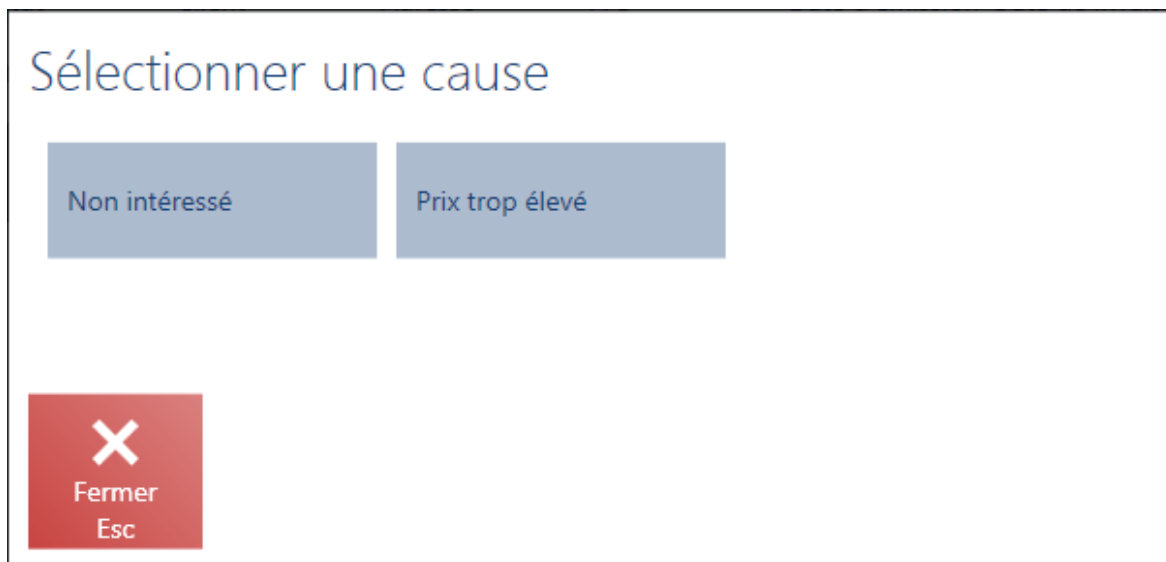 Sélectionner une cause
Non intéressé
Prix trop élevé
Fermer
Esc